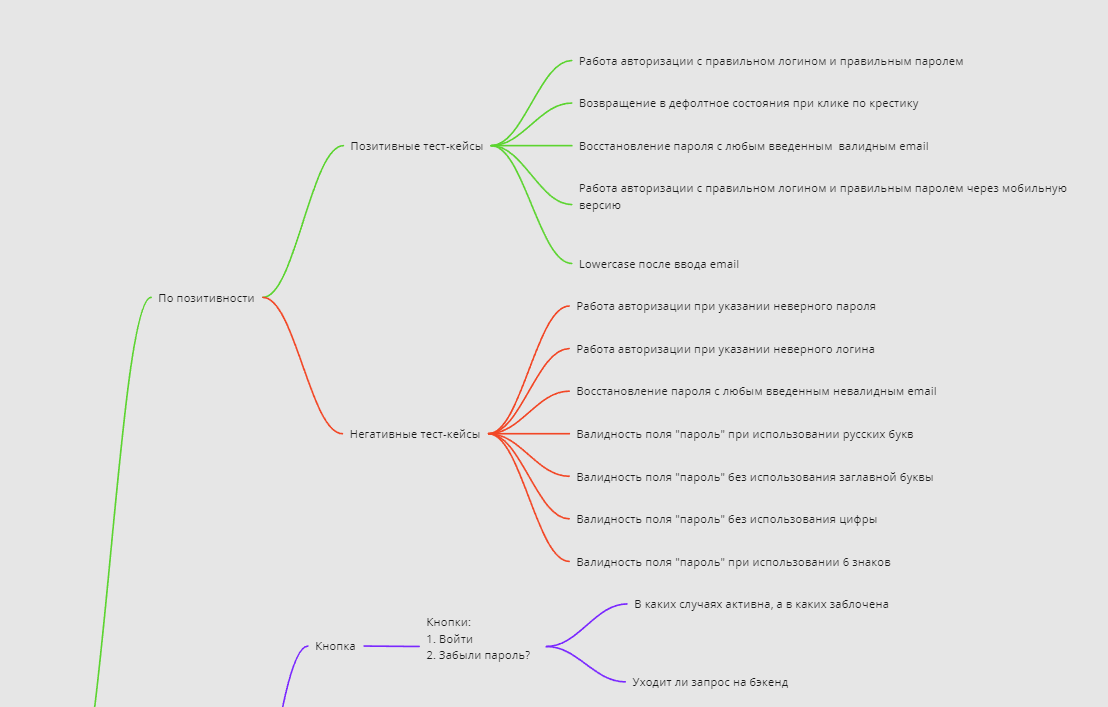 Работа авторизации с правильном логином и правильным паролем
Возвращение в дефолтное состояния при клике по крестику
Позитивные тест-кейсы
Восстановление пароля с любым введенным  валидным email
Работа авторизации с правильном логином и правильным паролем через мобильную
версию
Lowercase после ввода email
По позитивности
Работа авторизации при указании неверного пароля
Работа авторизации при указании неверного логина
Восстановление пароля с любым введенным невалидным email
Негативные тест-кейсы
Валидность поля "пароль" при использовании русских букв
Валидность поля "пароль" без использования заглавной буквы
Валидность поля "пароль" без использования цифры
Валидность поля "пароль" при использовании 6 знаков
Кнопка
Кнопки:
1. Войти
2. Забыли пароль?
В каких случаях активна, а в каких заблочена
Уходит ли запрос на бэкенд